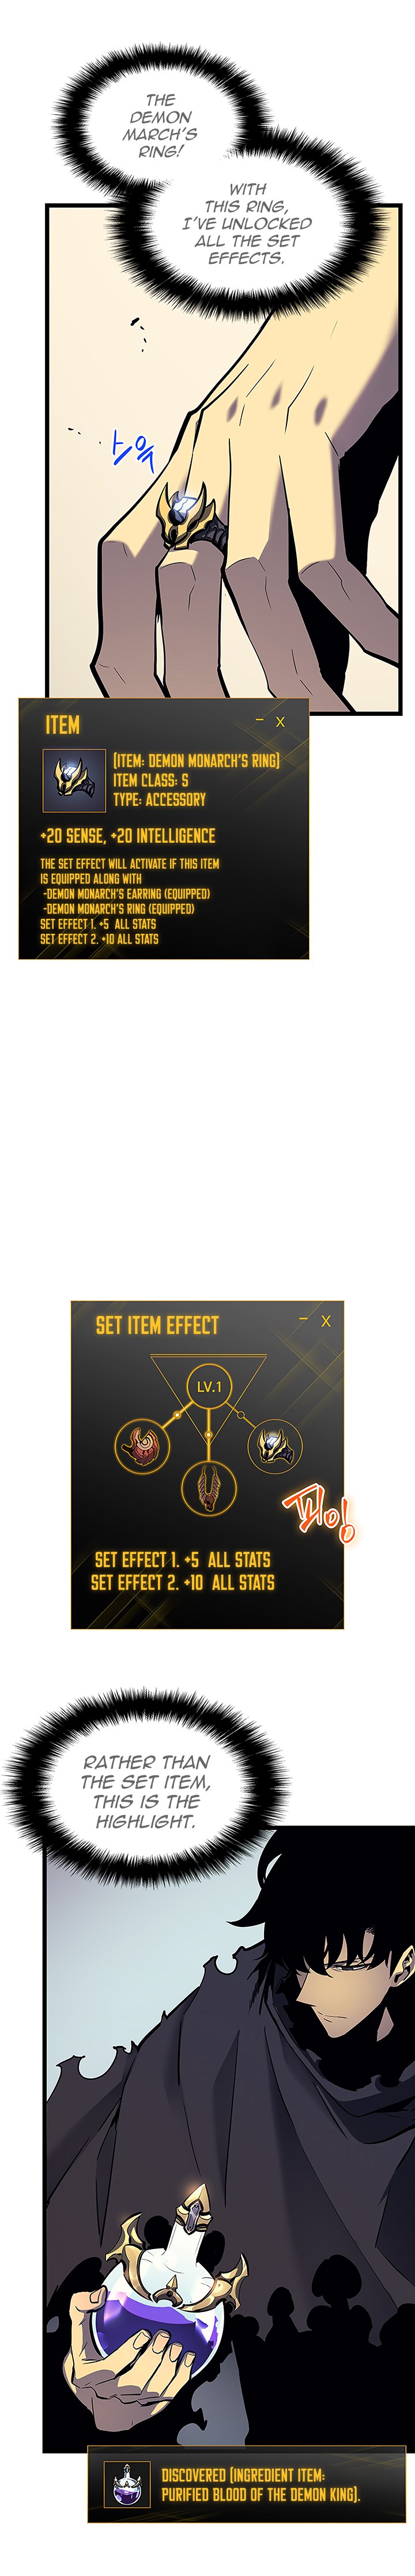 THE
DEMON
MARCH'S
RING!
WITH
THIS RING,
I'VE UNLOCKED
ALL THE SET
EFFECTS.
스윽
ITEM
– X
[ITEM: DEMON MONARCH'S RING]
ITEM CLASS: S
TYPE: ACCESSORY
+20 SENSE, +20 INTELLIGENCE
THE SET EFFECT WILL ACTIVATE IF THIS ITEM
IS EQUIPPED ALONG WITH
-DEMON MONARCH'S EARRING (EQUIPPED)
-DEMON MONARCH'S RING (EQUIPPED)
SET EFFECT 1. +5 ALL STATS
SET EFFECT 2. +10 ALL STATS
SET ITEM EFFECT
– X
LV.1
SET EFFECT 1. +5 ALL STATS
SET EFFECT 2. +10 ALL STATS
RATHER THAN
THE SET ITEM,
THIS IS THE
HIGHLIGHT.
DISCOVERED [INGREDIENT ITEM:
PURIFIED BLOOD OF THE DEMON KING].